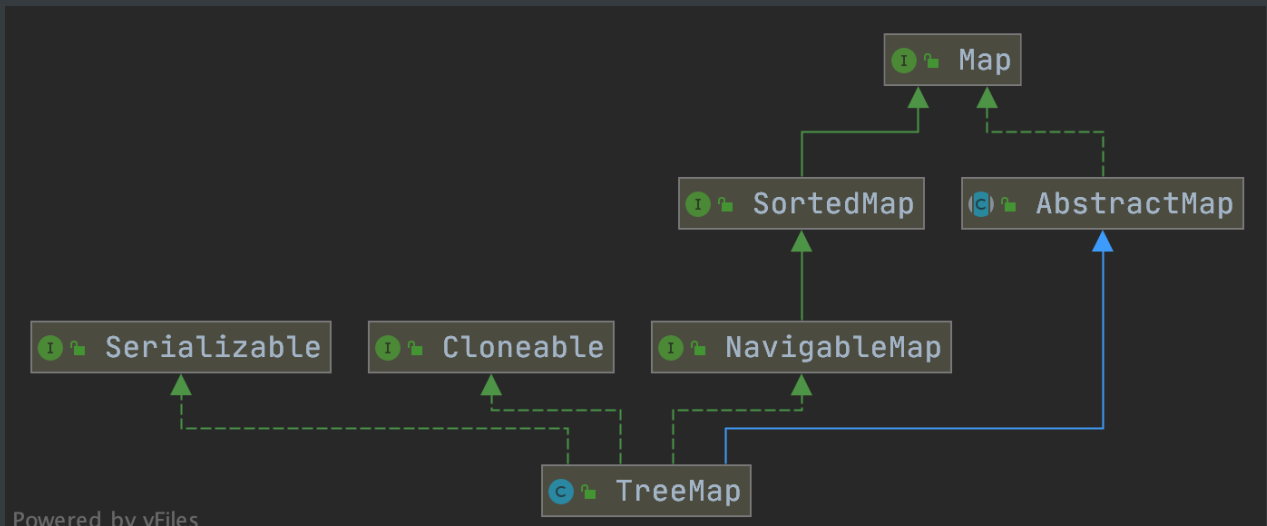 I Map
I SortedMap
C AbstractMap
I Serializable
I Cloneable
I NavigableMap
C TreeMap
Powered by yFiles